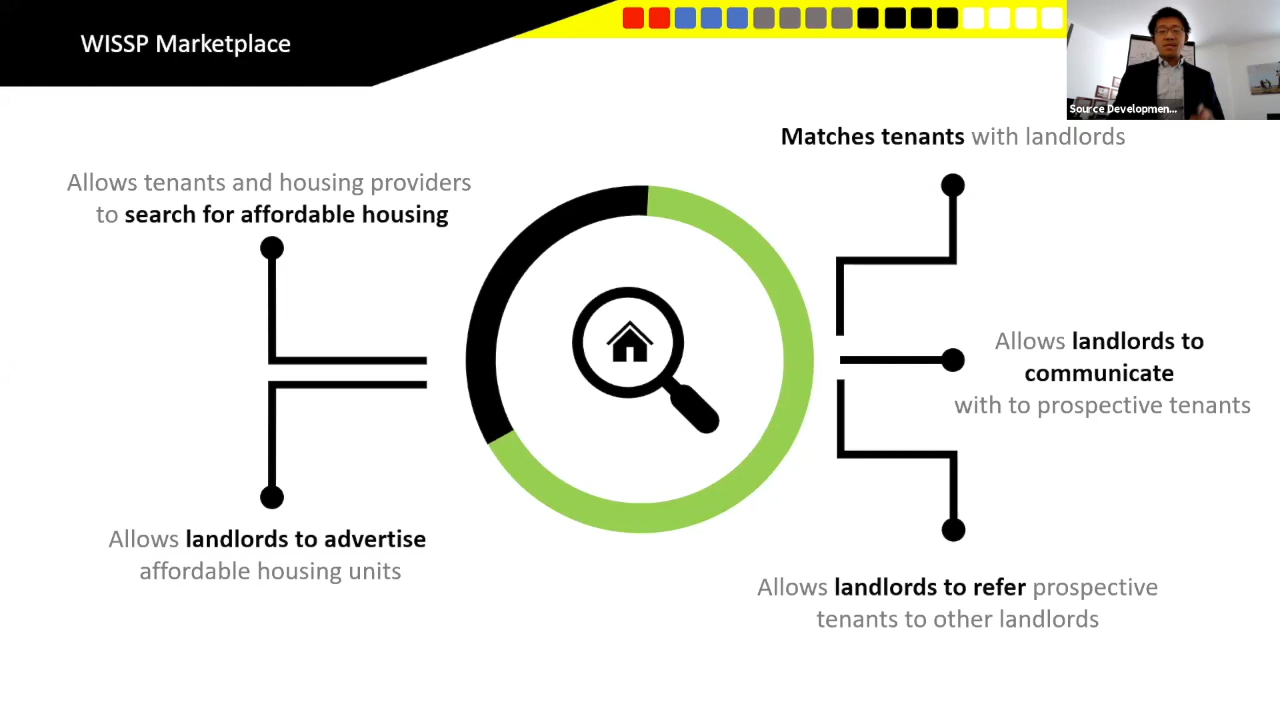 WISSP Marketplace
Source Developmen...
Matches tenants with landlords
Allows tenants and housing providers
to search for affordable housing
Allows landlords to
communicate
with to prospective tenants
Allows landlords to advertise
affordable housing units
Allows landlords to refer prospective
tenants to other landlords